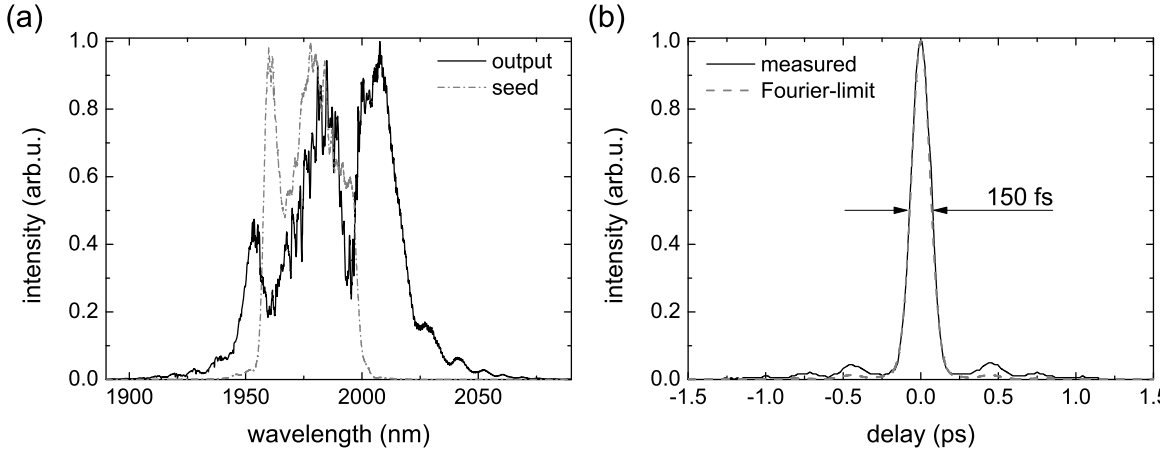 (a)
1.0
0.8
0.6
0.4
0.2
0.0
intensity (arb.u.)
output
seed
1900 1950 2000 2050
wavelength (nm)
(b)
1.0
0.8
0.6
0.4
0.2
0.0
intensity (arb.u.)
measured
Fourier-limit
150 fs
-1.5 -1.0 -0.5 0.0 0.5 1.0 1.5
delay (ps)